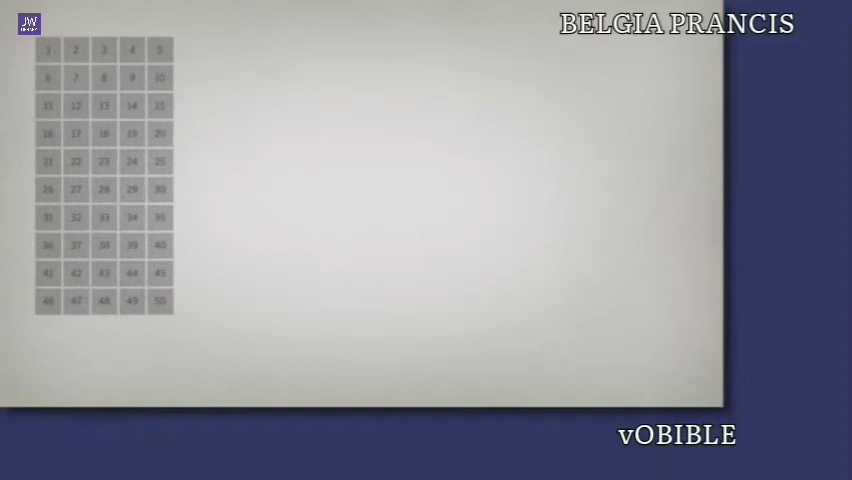 JW
LIBRARY
BELGIA PRANCIS
1 2 3 4 5
6 7 8 9 10
11 12 13 14 15
16 17 18 19 20
21 22 23 24 25
26 27 28 29 30
31 32 33 34 35
36 37 38 39 40
41 42 43 44 45
46 47 48 49 50
vOBIBLE